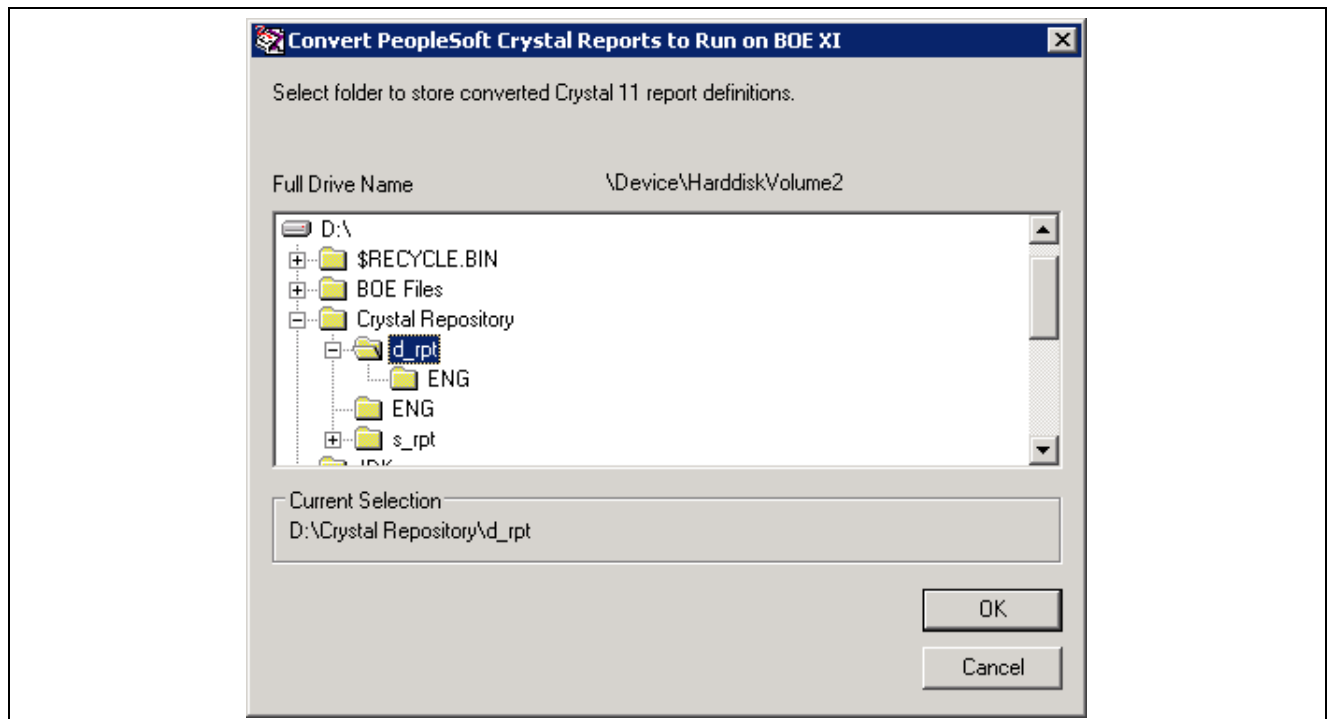 Convert PeopleSoft Crystal Reports to Run on BOE XI
Select folder to store converted Crystal 11 report definitions.
Full Drive Name \Device\HarddiskVolume2
D:\
$RECYCLE.BIN
BOE Files
Crystal Repository
d_rpt
ENG
ENG
s_rpt
Current Selection
D:\Crystal Repository\d_rpt
OK
Cancel